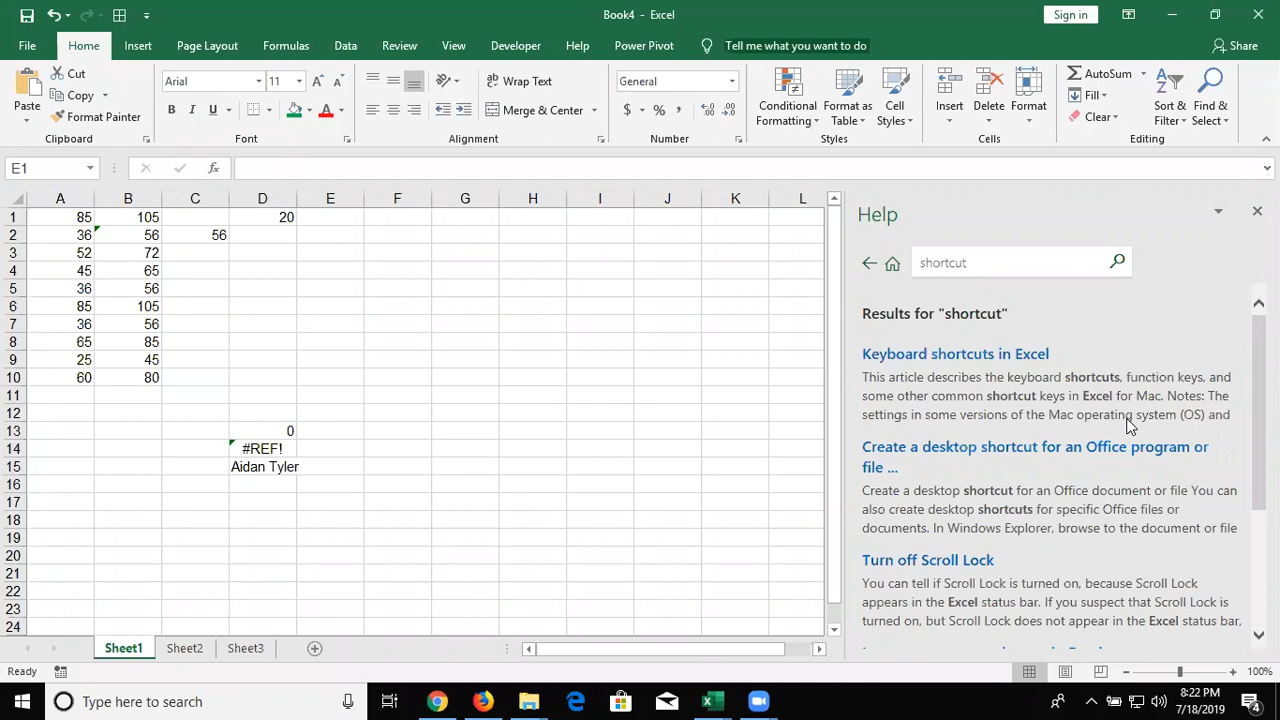 Book4 - Excel
Sign in
File Home Insert Page Layout Formulas Data Review View Developer Help Power Pivot Tell me what you want to do Share
Paste
Cut
Copy
Format Painter
Clipboard
Arial 11
B I U
Font
Wrap Text
Merge & Center
Alignment
General
$ % ,
Number
Conditional Formatting
Format as Table
Cell Styles
Styles
Insert Delete Format
Cells
AutoSum
Fill
Clear
Sort & Filter
Find & Select
Editing
E1
fx
A B C D E F G H I J K L
1 85 105 20
2 36 56 56
3 52 72
4 45 65
5 36 56
6 85 105
7 36 56
8 65 85
9 25 45
10 60 80
11
12
13 0
14 #REF!
15 Aidan Tyler
16
17
18
19
20
21
22
23
24
Help
shortcut
Results for "shortcut"
Keyboard shortcuts in Excel
This article describes the keyboard shortcuts, function keys, and
some other common shortcut keys in Excel for Mac. Notes: The
settings in some versions of the Mac operating system (OS) and
Create a desktop shortcut for an Office program or
file ...
Create a desktop shortcut for an Office document or file You can
also create desktop shortcuts for specific Office files or
documents. In Windows Explorer, browse to the document or file
Turn off Scroll Lock
You can tell if Scroll Lock is turned on, because Scroll Lock
appears in the Excel status bar. If you suspect that Scroll Lock is
turned on, but Scroll Lock does not appear in the Excel status bar,
Sheet1 Sheet2 Sheet3
Ready
100%
Type here to search
8:22 PM
7/18/2019
4